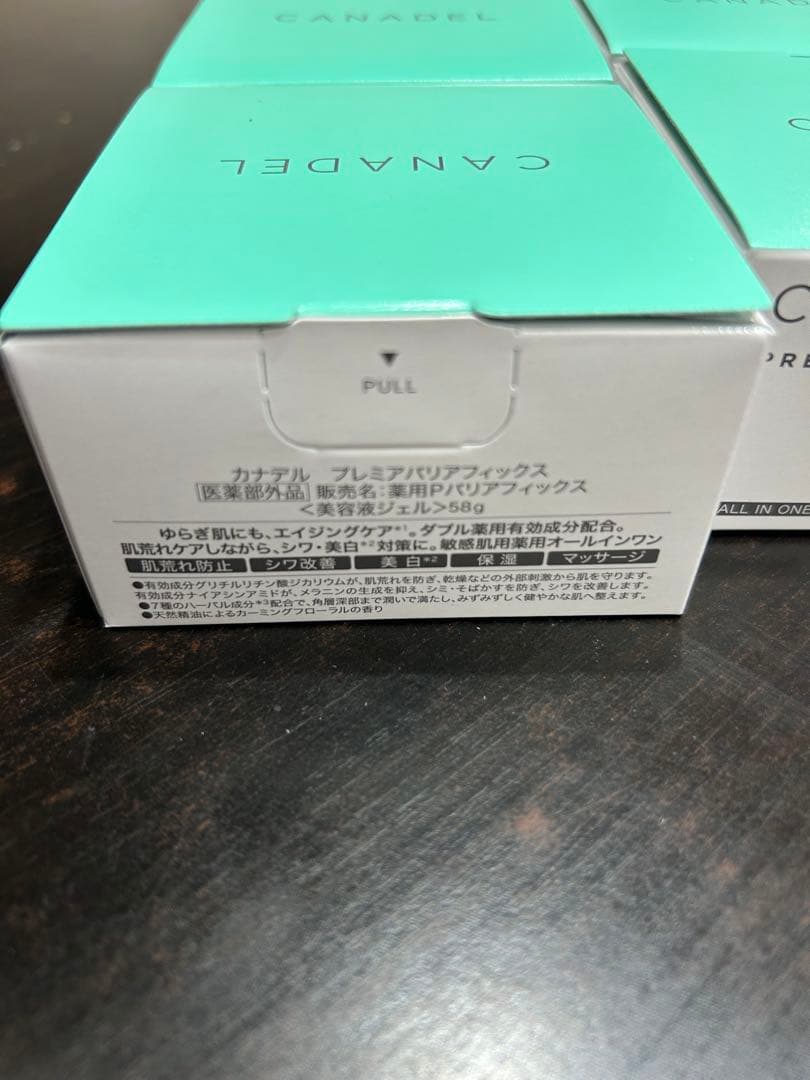 CANADEL
CANADEL
CANADEL
C
PRE
ALL IN ONE
PULL
カナデル プレミアバリアフィックス
医薬部外品 販売名:薬用Pバリアフィックス
<美容液ジェル>58g
ゆらぎ肌にも、エイジングケア*1。ダブル薬用有効成分配合。
肌荒れケアしながら、シワ・美白*2対策に。敏感肌用薬用オールインワン
肌荒れ防止 シワ改善 美白*2 保湿 マッサージ
●有効成分グリチルリチン酸ジカリウムが、肌荒れを防ぎ、乾燥などの外部刺激から肌を守ります。
有効成分ナイアシンアミドが、メラニンの生成を抑え、シミ・そばかすを防ぎ、シワを改善します。
●7種のハーバル成分*3配合で、角層深部まで潤いで満たし、みずみずしく健やかな肌へ整えます。
●天然精油によるカーミングフローラルの香り